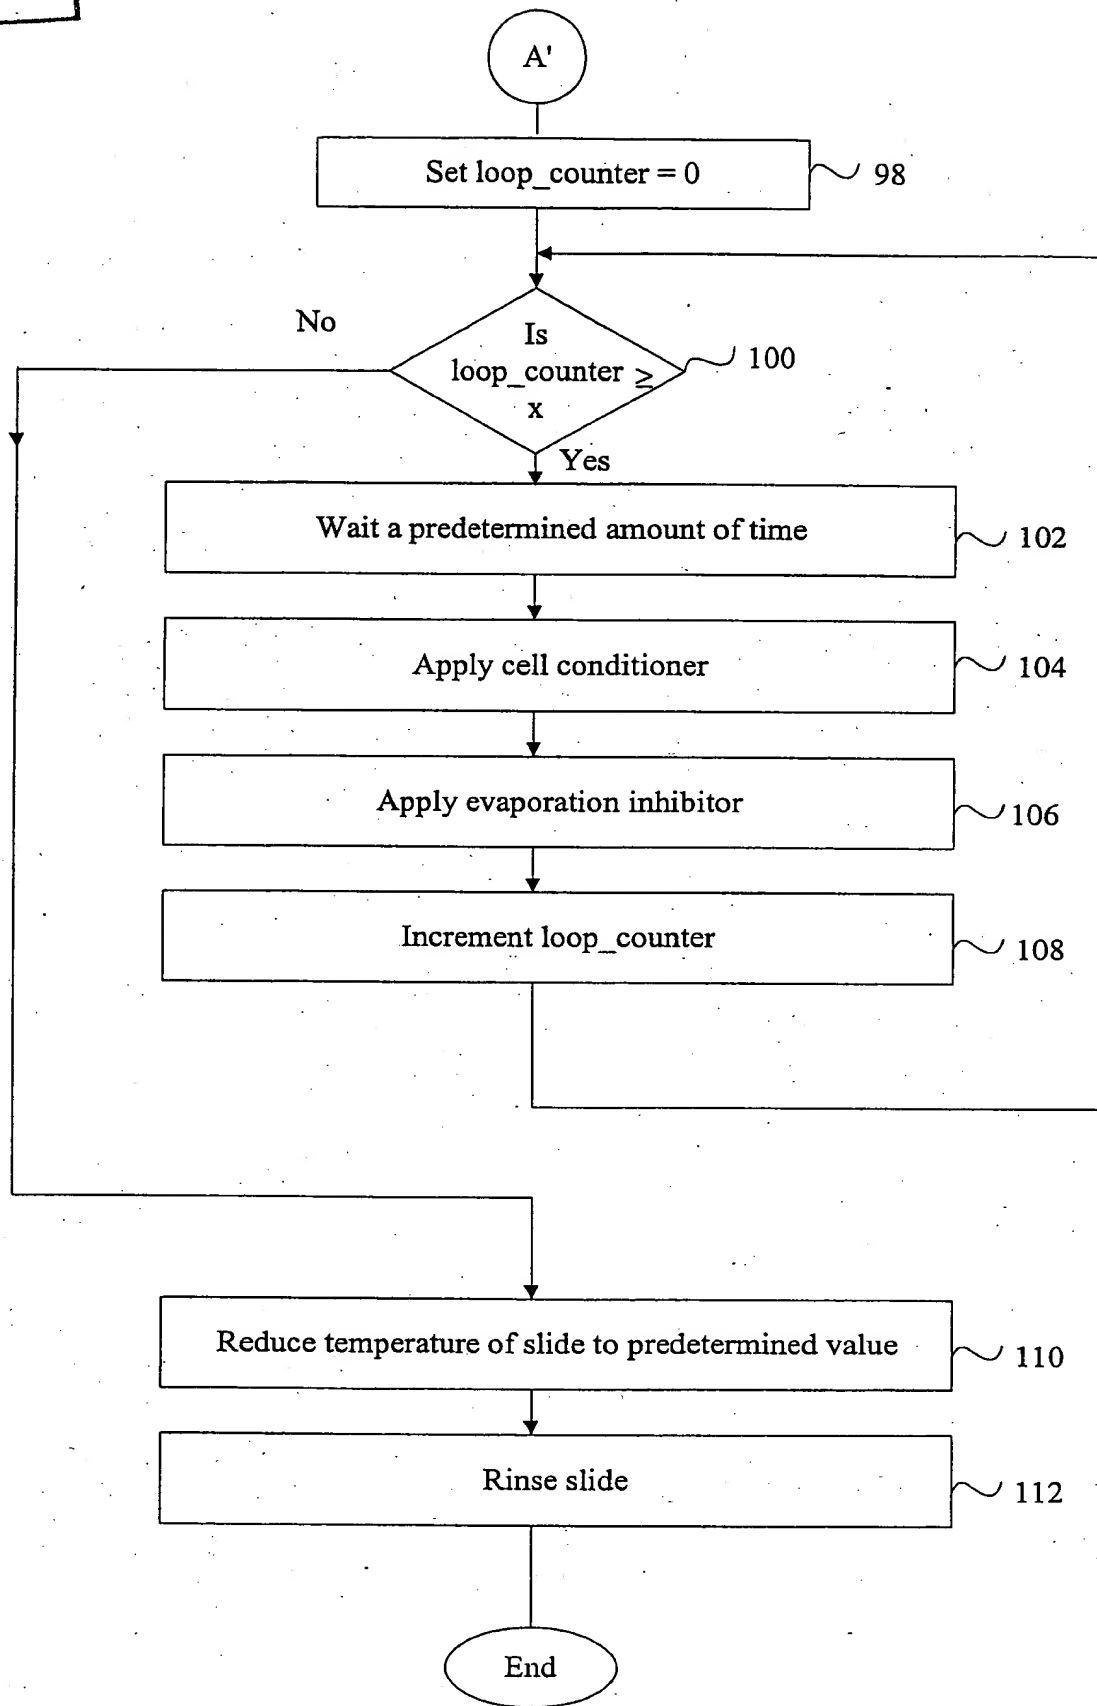 A'
Set loop_counter = 0
98
No
Is
loop_counter ≥
x
100
Yes
Wait a predetermined amount of time
102
Apply cell conditioner
104
Apply evaporation inhibitor
106
Increment loop_counter
108
Reduce temperature of slide to predetermined value
110
Rinse slide
112
End